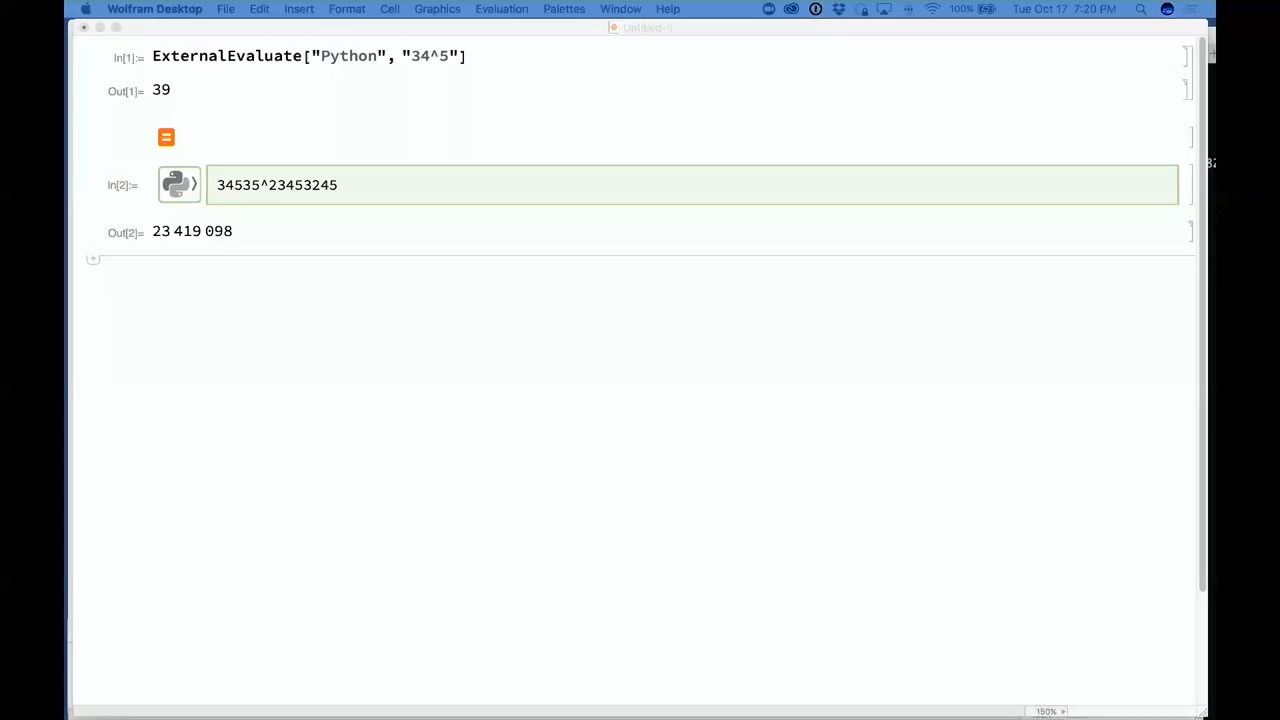 Wolfram Desktop File Edit Insert Format Cell Graphics Evaluation Palettes Window Help 100% Tue Oct 17 7:20 PM
Untitled-5
In[1]:= ExternalEvaluate["Python", "34^5"]
Out[1]= 39
In[2]:= 34535^23453245
Out[2]= 23 419 098
150%